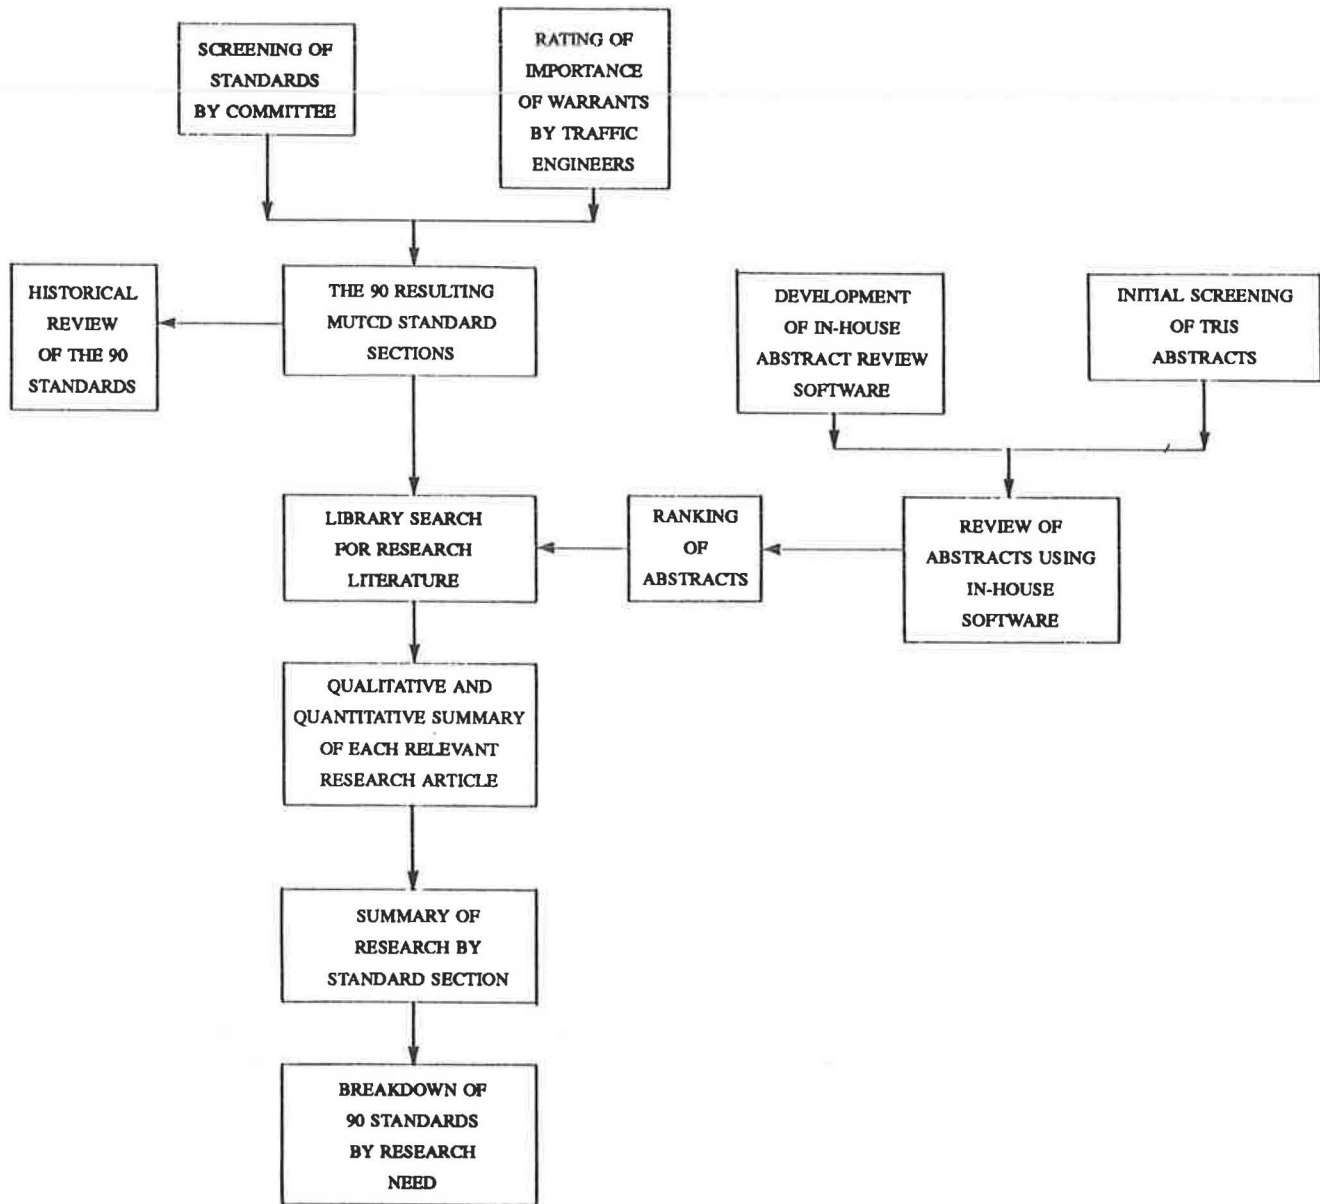 SCREENING OF
STANDARDS
BY COMMITTEE
RATING OF
IMPORTANCE
OF WARRANTS
BY TRAFFIC
ENGINEERS
HISTORICAL
REVIEW
OF THE 90
STANDARDS
THE 90 RESULTING
MUTCD STANDARD
SECTIONS
DEVELOPMENT
OF IN-HOUSE
ABSTRACT REVIEW
SOFTWARE
INITIAL SCREENING
OF TRIS
ABSTRACTS
LIBRARY SEARCH
FOR RESEARCH
LITERATURE
RANKING
OF
ABSTRACTS
REVIEW OF
ABSTRACTS USING
IN-HOUSE
SOFTWARE
QUALITATIVE AND
QUANTITATIVE SUMMARY
OF EACH RELEVANT
RESEARCH ARTICLE
SUMMARY OF
RESEARCH BY
STANDARD SECTION
BREAKDOWN OF
90 STANDARDS
BY RESEARCH
NEED